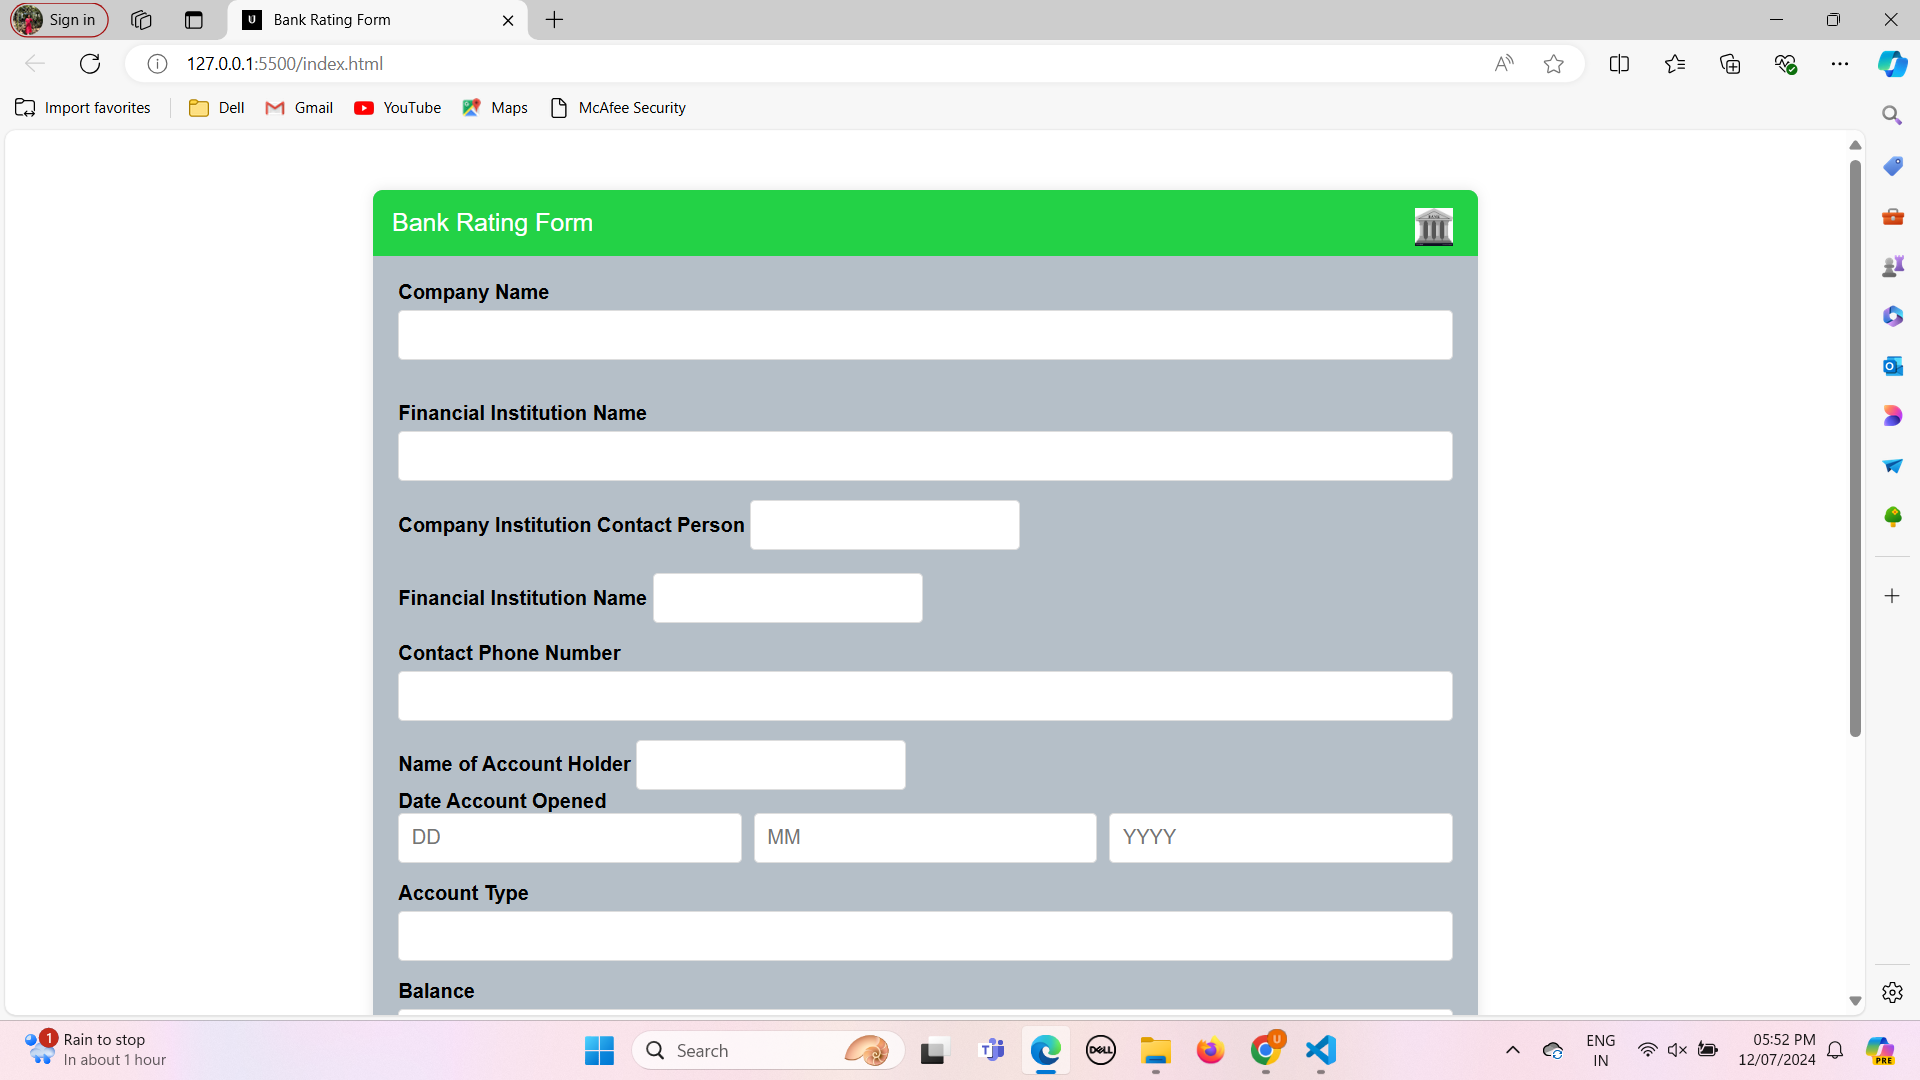 Sign in
U
Bank Rating Form
127.0.0.1:5500/index.html
Import favorites
Dell
Gmail
YouTube
Maps
McAfee Security
Bank Rating Form
Company Name
Financial Institution Name
Company Institution Contact Person
Financial Institution Name
Contact Phone Number
Name of Account Holder
Date Account Opened
DD MM YYYY
Account Type
Balance
1
Rain to stop
In about 1 hour
Search
DELL
U
ENG
IN
05:52 PM
12/07/2024
PRE